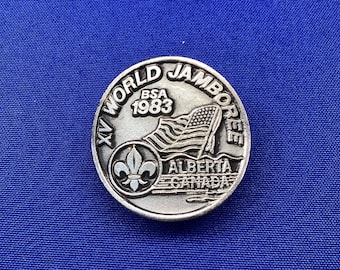 XV WORLD JAMBOREE
BSA
1983
ALBERTA
CANADA